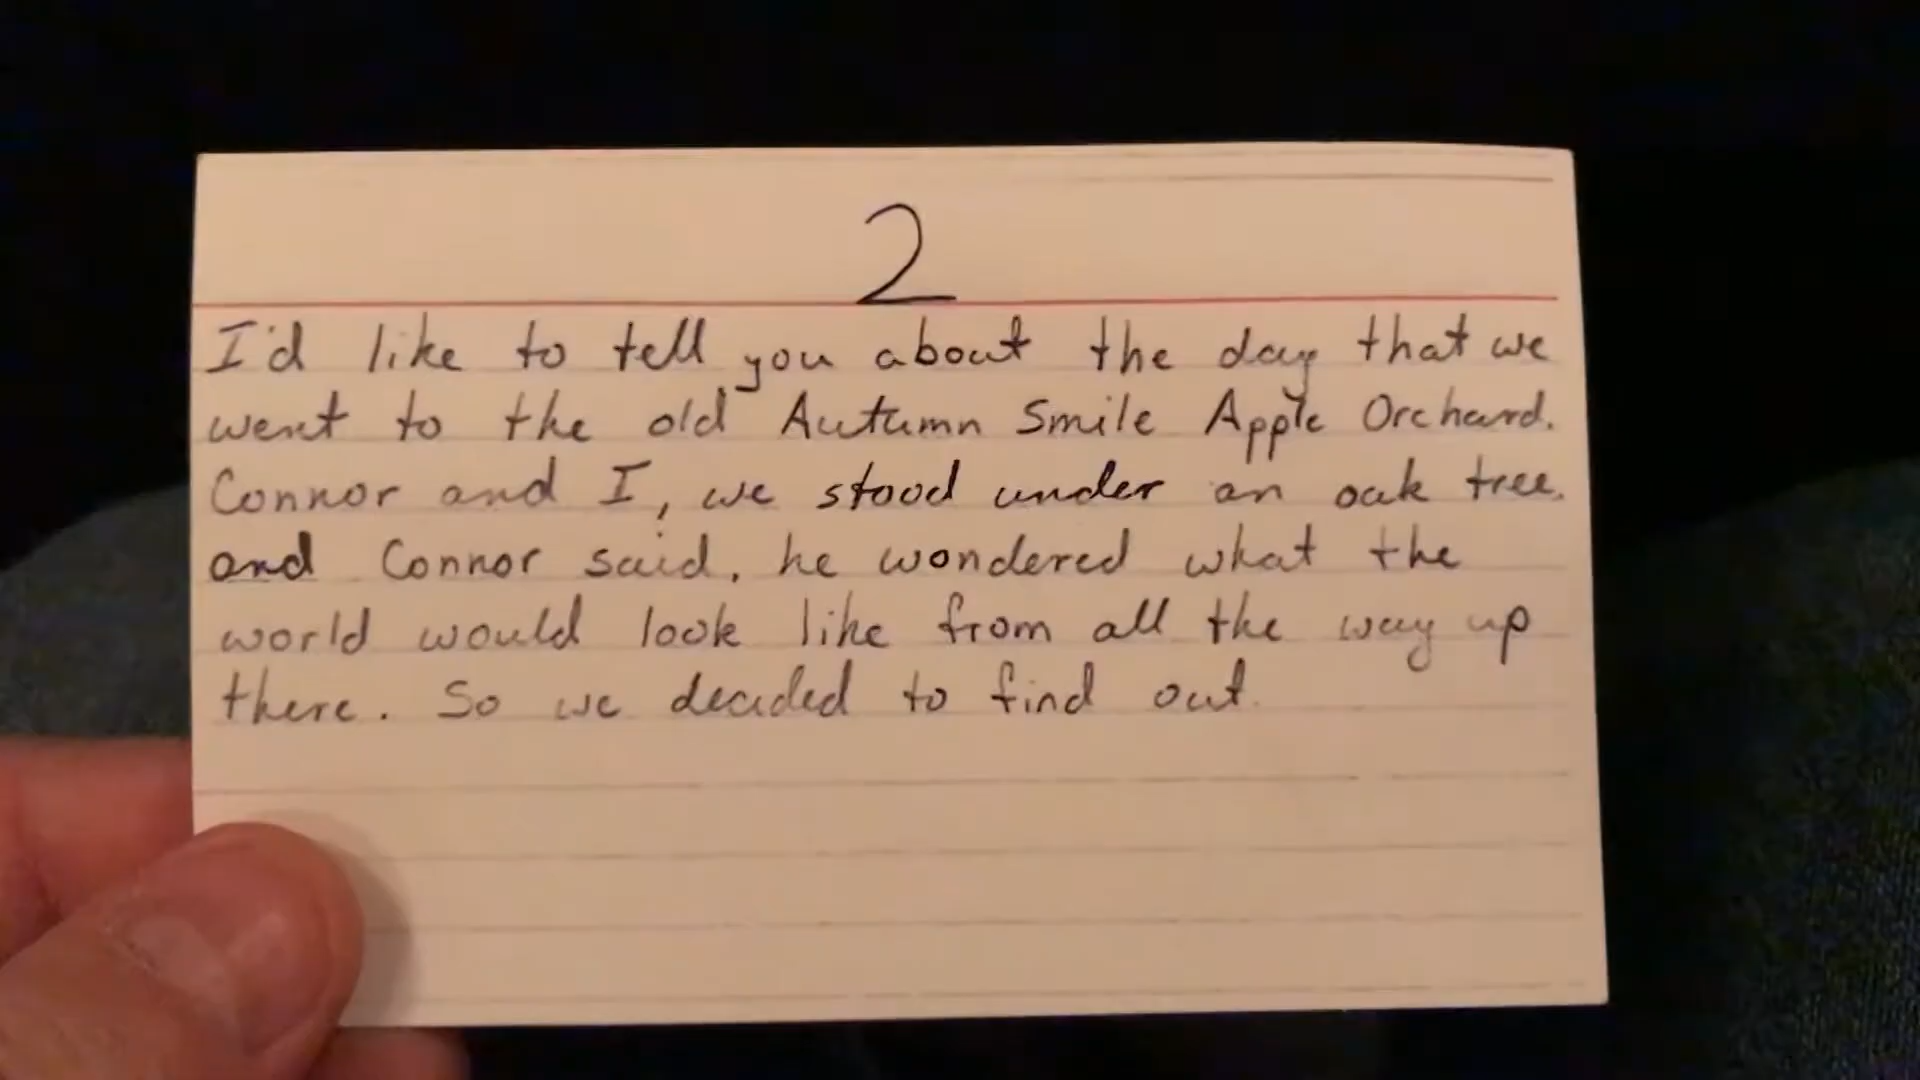 2
I'd like to tell you about the day that we
went to the old Autumn Smile Apple Orchard.
Connor and I, we stood under an oak tree.
and Connor said, he wondered what the
world would look like from all the way up
there. So we decided to find out.